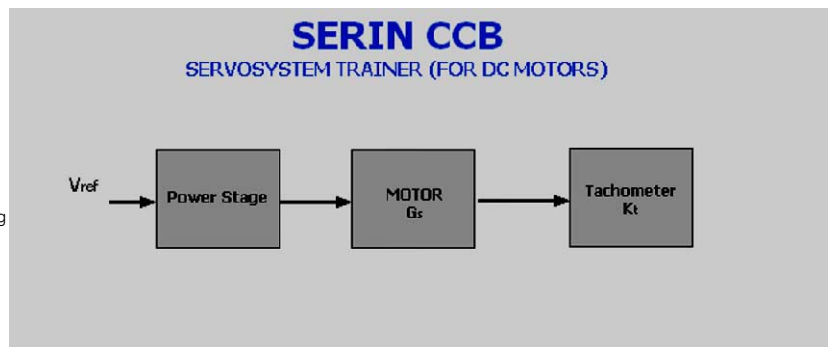 SERIN CCB
SERVOSYSTEM TRAINER (FOR DC MOTORS)
Vref
Power Stage
MOTOR
Gs
Tachometer
Kt
g